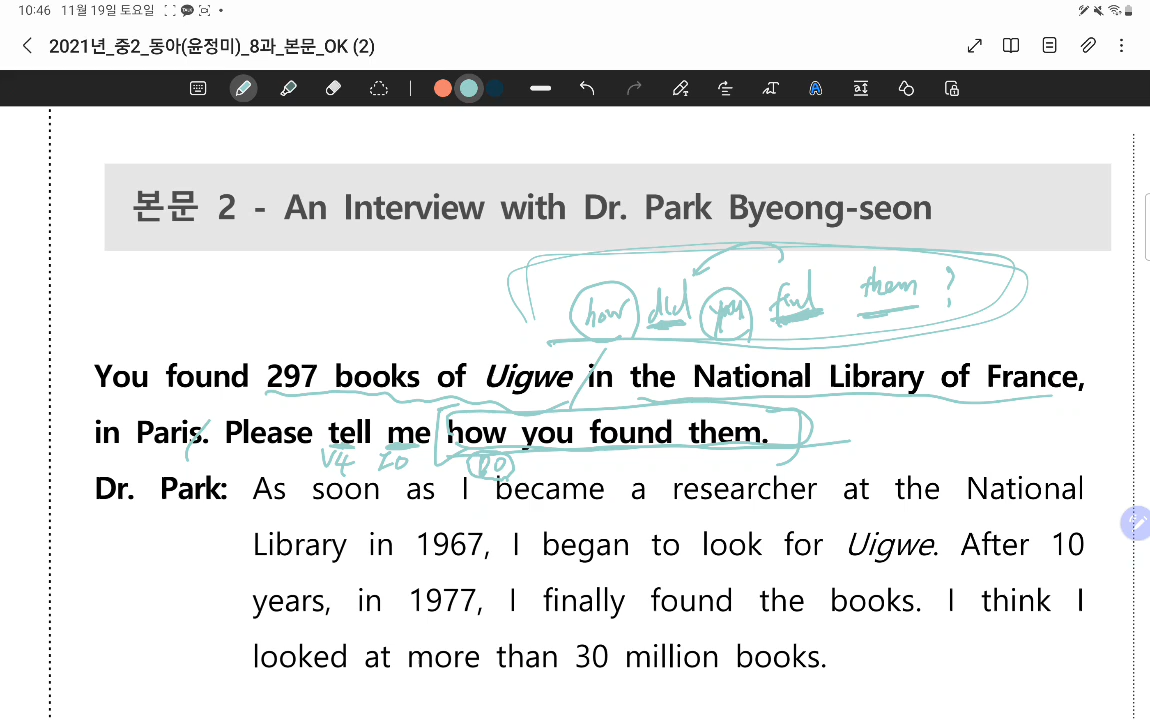 10:46 11월 19일 토요일
2021년_중2_동아(윤정미)_8과_본문_OK (2)
본문 2 - An Interview with Dr. Park Byeong-seon
how did you find them ?
You found 297 books of Uigwe in the National Library of France,
in Paris. Please tell me how you found them.
V4 IO DO
Dr. Park: As soon as I became a researcher at the National
Library in 1967, I began to look for Uigwe. After 10
years, in 1977, I finally found the books. I think I
looked at more than 30 million books.